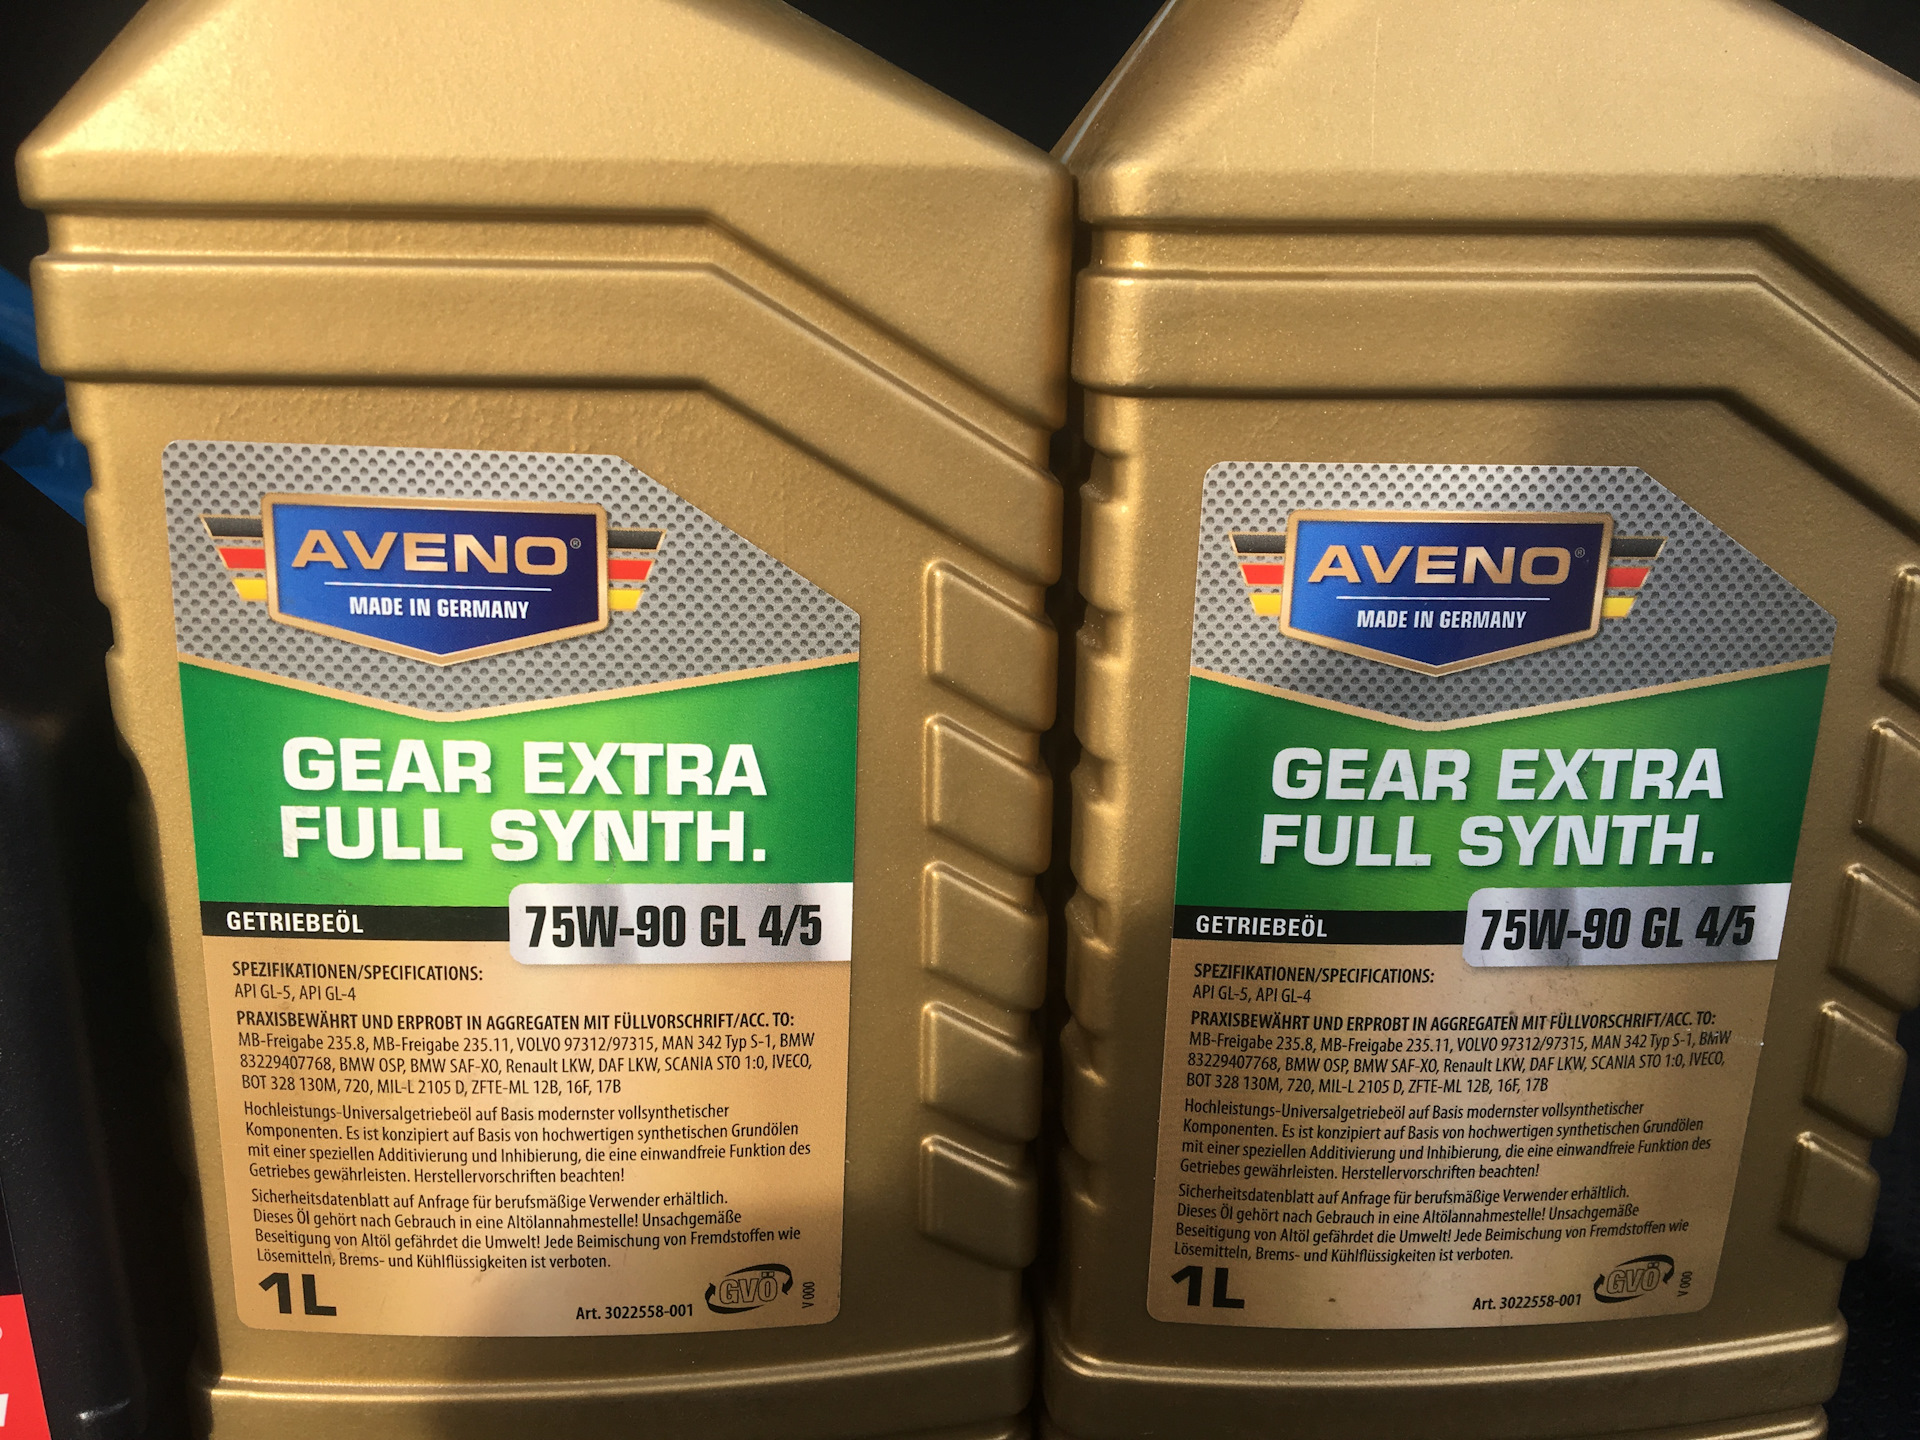 AVENO®
MADE IN GERMANY
GEAR EXTRA
FULL SYNTH.
GETRIEBEÖL
75W-90 GL 4/5
SPEZIFIKATIONEN/SPECIFICATIONS:
API GL-5, API GL-4
PRAXISBEWÄHRT UND ERPROBT IN AGGREGATEN MIT FÜLLVORSCHRIFT/ACC. TO:
MB-Freigabe 235.8, MB-Freigabe 235.11, VOLVO 97312/97315, MAN 342 Typ S-1, BMW
83229407768, BMW OSP, BMW SAF-XO, Renault LKW, DAF LKW, SCANIA STO 1:0, IVECO,
BOT 328 130M, 720, MIL-L 2105 D, ZFTE-ML 12B, 16F, 17B
Hochleistungs-Universalgetriebeöl auf Basis modernster vollsynthetischer
Komponenten. Es ist konzipiert auf Basis von hochwertigen synthetischen Grundölen
mit einer speziellen Additivierung und Inhibierung, die eine einwandfreie Funktion des
Getriebes gewährleisten. Herstellervorschriften beachten!
Sicherheitsdatenblatt auf Anfrage für berufsmäßige Verwender erhältlich.
Dieses Öl gehört nach Gebrauch in eine Altölannahmestelle! Unsachgemäße
Beseitigung von Altöl gefährdet die Umwelt! Jede Beimischung von Fremdstoffen wie
Lösemitteln, Brems- und Kühlflüssigkeiten ist verboten.
1L
Art. 3022558-001
GVÖ
V 000
AVENO®
MADE IN GERMANY
GEAR EXTRA
FULL SYNTH.
GETRIEBEÖL
75W-90 GL 4/5
SPEZIFIKATIONEN/SPECIFICATIONS:
API GL-5, API GL-4
PRAXISBEWÄHRT UND ERPROBT IN AGGREGATEN MIT FÜLLVORSCHRIFT/ACC. TO:
MB-Freigabe 235.8, MB-Freigabe 235.11, VOLVO 97312/97315, MAN 342 Typ S-1, BMW
83229407768, BMW OSP, BMW SAF-XO, Renault LKW, DAF LKW, SCANIA STO 1:0, IVECO,
BOT 328 130M, 720, MIL-L 2105 D, ZFTE-ML 12B, 16F, 17B
Hochleistungs-Universalgetriebeöl auf Basis modernster vollsynthetischer
Komponenten. Es ist konzipiert auf Basis von hochwertigen synthetischen Grundölen
mit einer speziellen Additivierung und Inhibierung, die eine einwandfreie Funktion des
Getriebes gewährleisten. Herstellervorschriften beachten!
Sicherheitsdatenblatt auf Anfrage für berufsmäßige Verwender erhältlich.
Dieses Öl gehört nach Gebrauch in eine Altölannahmestelle! Unsachgemäße
Beseitigung von Altöl gefährdet die Umwelt! Jede Beimischung von Fremdstoffen wie
Lösemitteln, Brems- und Kühlflüssigkeiten ist verboten.
1L
Art. 3022558-001
GVÖ
V 000